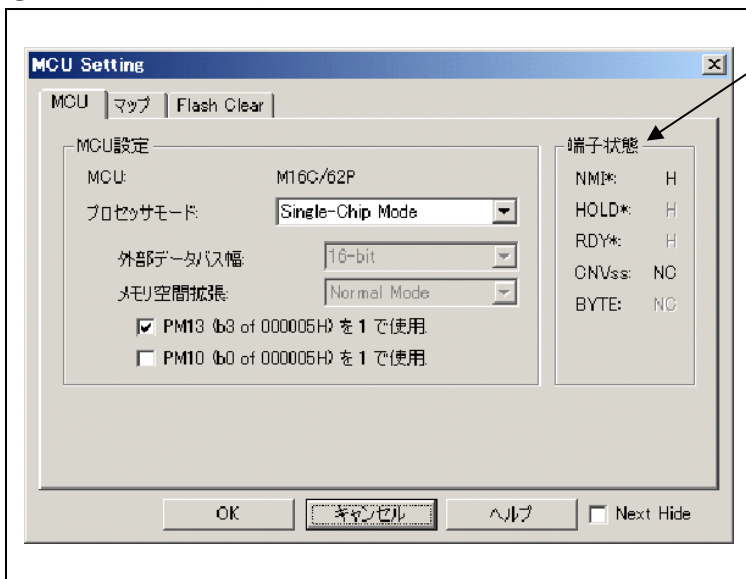 MCU Setting
MCU マップ Flash Clear
MCU設定
MCU: M16C/62P
プロセッサモード: Single-Chip Mode
外部データバス幅: 16-bit
メモリ空間拡張: Normal Mode
PM13 (b3 of 000005H) を 1 で使用.
PM10 (b0 of 000005H) を 1 で使用.
端子状態
NMI*: H
HOLD*: H
RDY*: H
CNVss: NC
BYTE: NC
OK キャンセル ヘルプ Next Hide